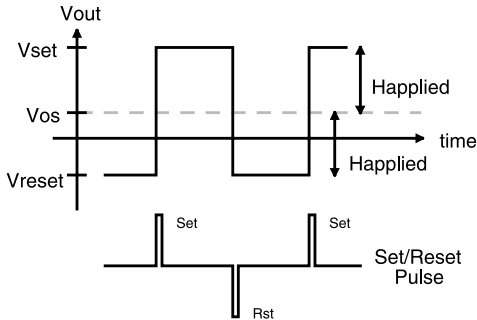 Vout
Vset
Happlied
Vos
time
Happlied
Vreset
Set
Set
Set/Reset
Pulse
Rst